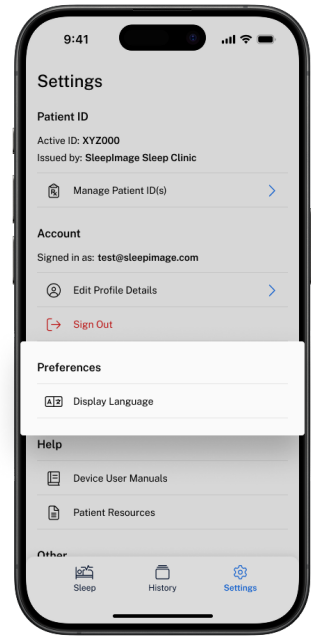 9:41
Settings
Patient ID
Active ID: XYZ000
Issued by: SleepImage Sleep Clinic
Manage Patient ID(s)
Account
Signed in as: test@sleepimage.com
Edit Profile Details
Sign Out
Preferences
Display Language
Help
Device User Manuals
Patient Resources
Other
Sleep History Settings